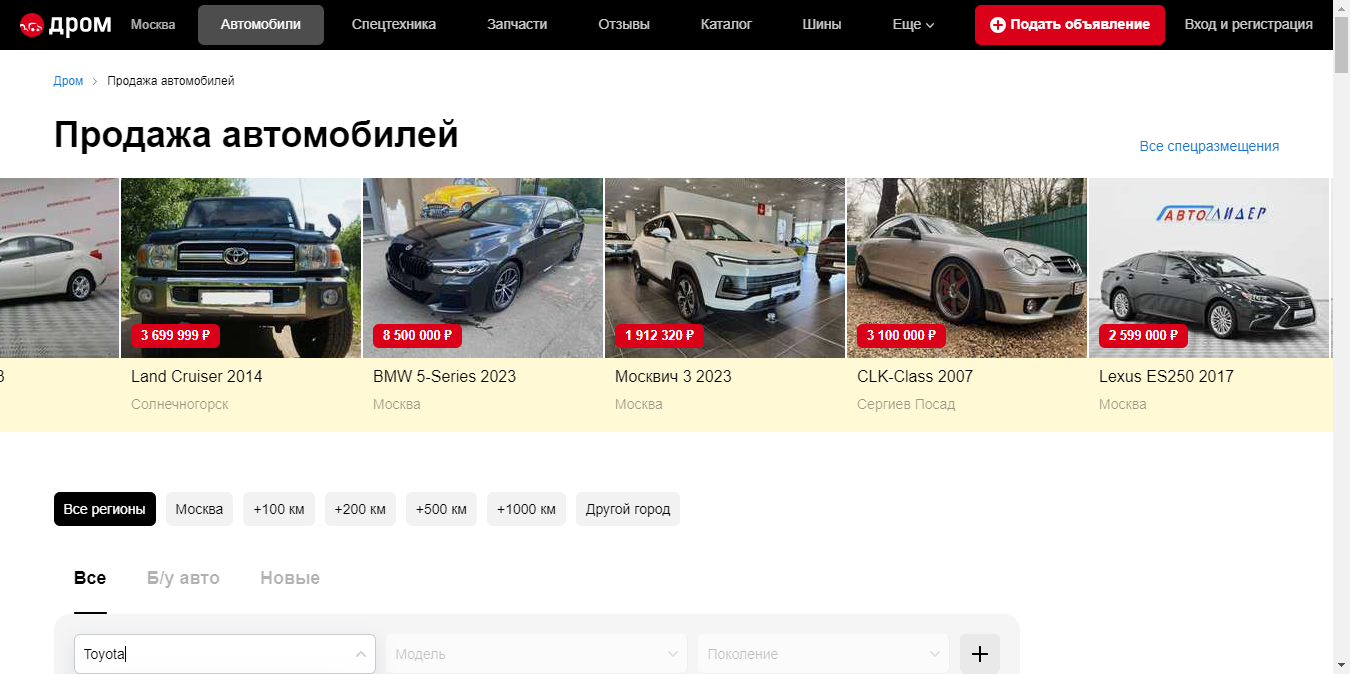 дром Москва Автомобили Спецтехника Запчасти Отзывы Каталог Шины Еще Подать объявление Вход и регистрация
Дром > Продажа автомобилей
Продажа автомобилей
Все спецразмещения
АВТОЛИДЕР
3 699 999 ₽ 8 500 000 ₽ 1 912 320 ₽ 3 100 000 ₽ 2 599 000 ₽
3 Land Cruiser 2014 BMW 5-Series 2023 Москвич 3 2023 CLK-Class 2007 Lexus ES250 2017
Солнечногорск Москва Москва Сергиев Посад Москва
Все регионы Москва +100 км +200 км +500 км +1000 км Другой город
Все Б/у авто Новые
Toyota Модель Поколение +